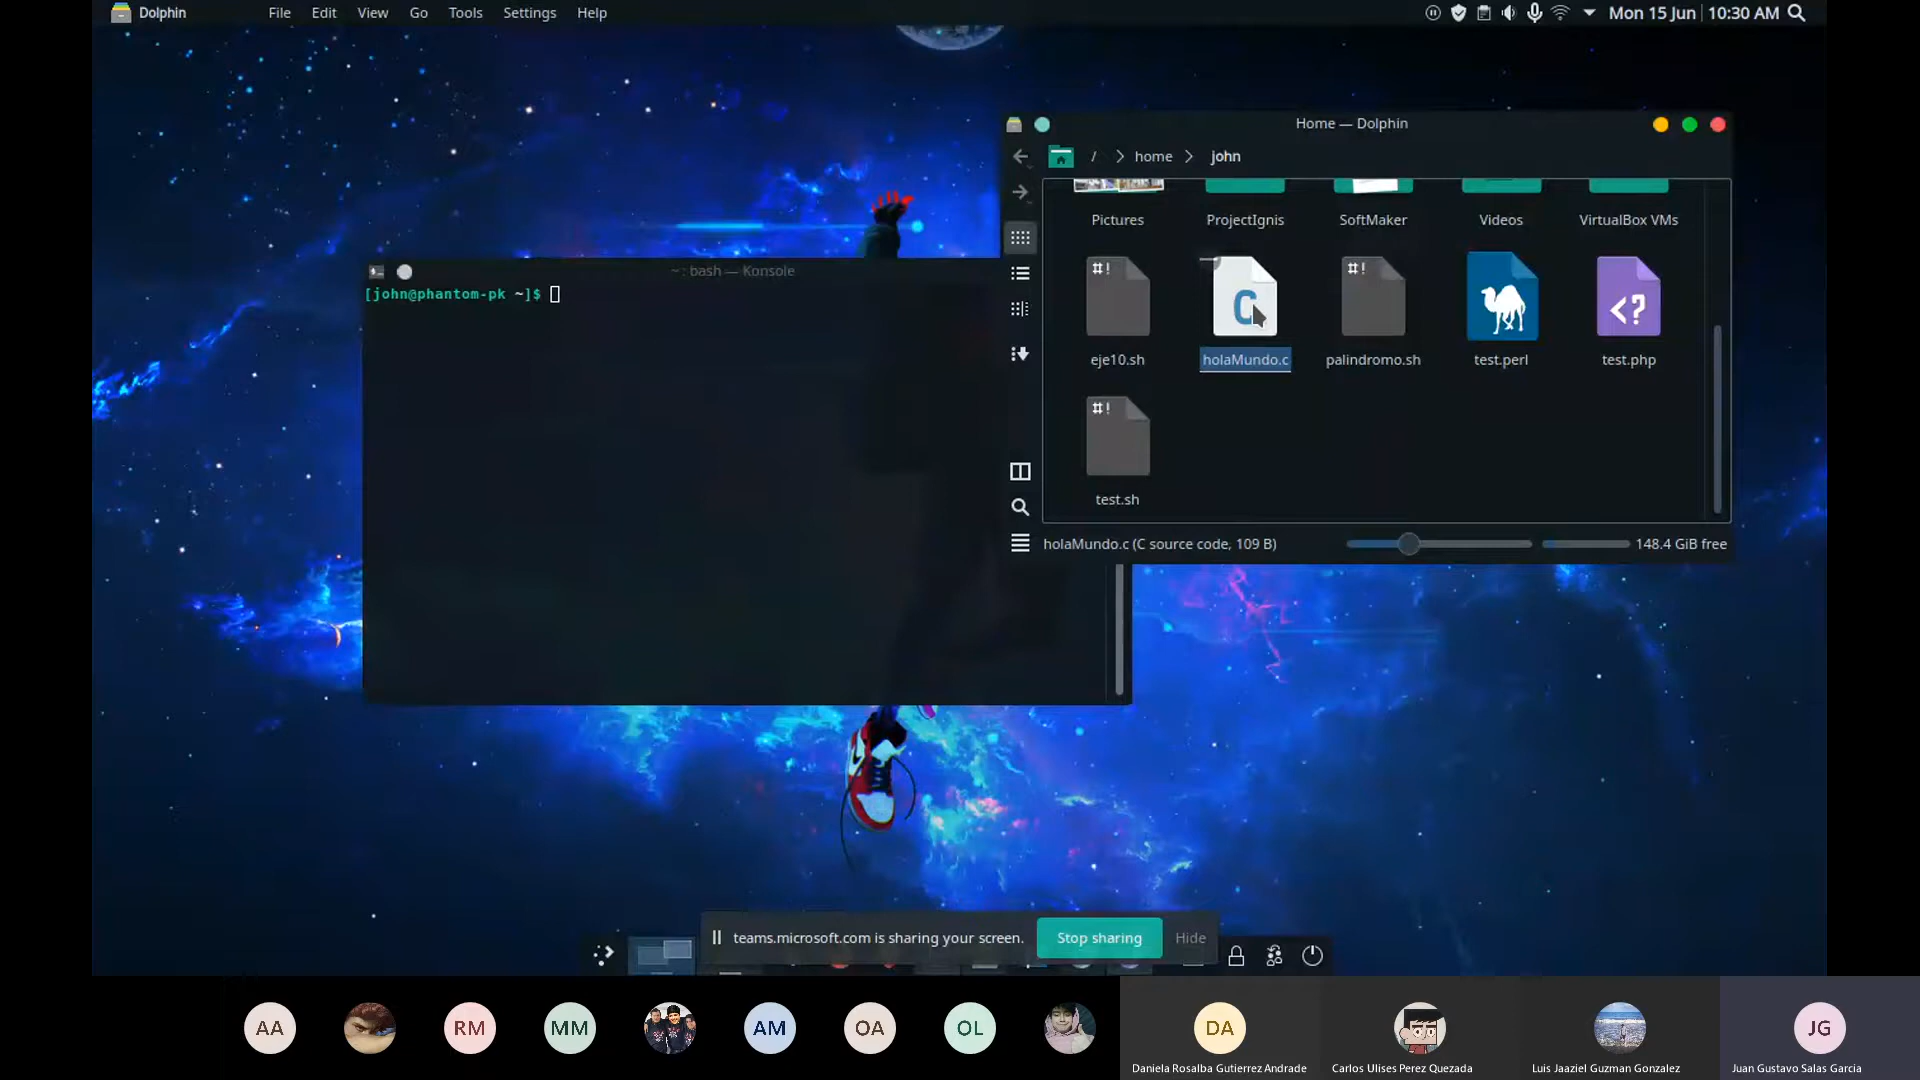 Dolphin File Edit View Go Tools Settings Help Mon 15 Jun 10:30 AM
Home — Dolphin
/ home john
Pictures ProjectIgnis SoftMaker Videos VirtualBox VMs
#! C #! <?
eje10.sh holaMundo.c palindromo.sh test.perl test.php
#!
test.sh
holaMundo.c (C source code, 109 B) 148.4 GiB free
~ : bash — Konsole
[john@phantom-pk ~]$
teams.microsoft.com is sharing your screen. Stop sharing Hide
AA RM MM AM OA OL DA JG
Daniela Rosalba Gutierrez Andrade Carlos Ulises Perez Quezada Luis Jaaziel Guzman Gonzalez Juan Gustavo Salas Garcia